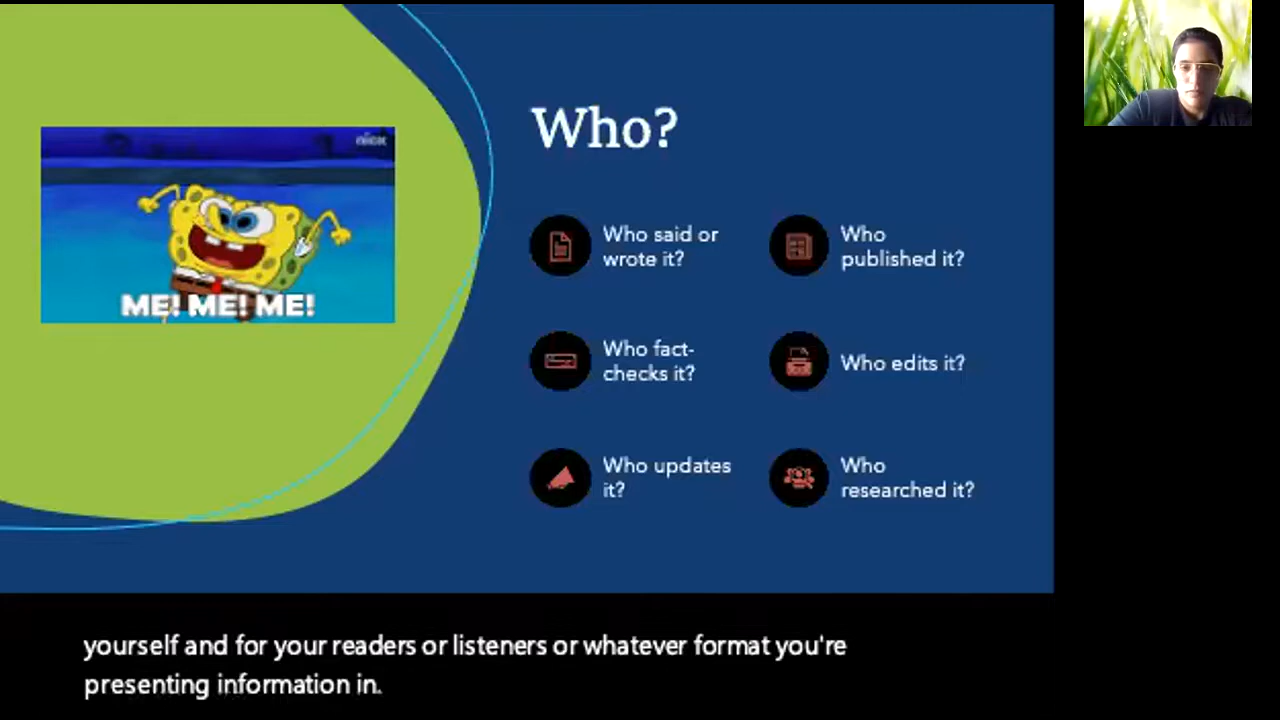 nick
ME! ME! ME!
Who?
Who said or
wrote it?
Who
published it?
Who fact-
checks it?
Who edits it?
Who updates
it?
Who
researched it?
yourself and for your readers or listeners or whatever format you're
presenting information in.